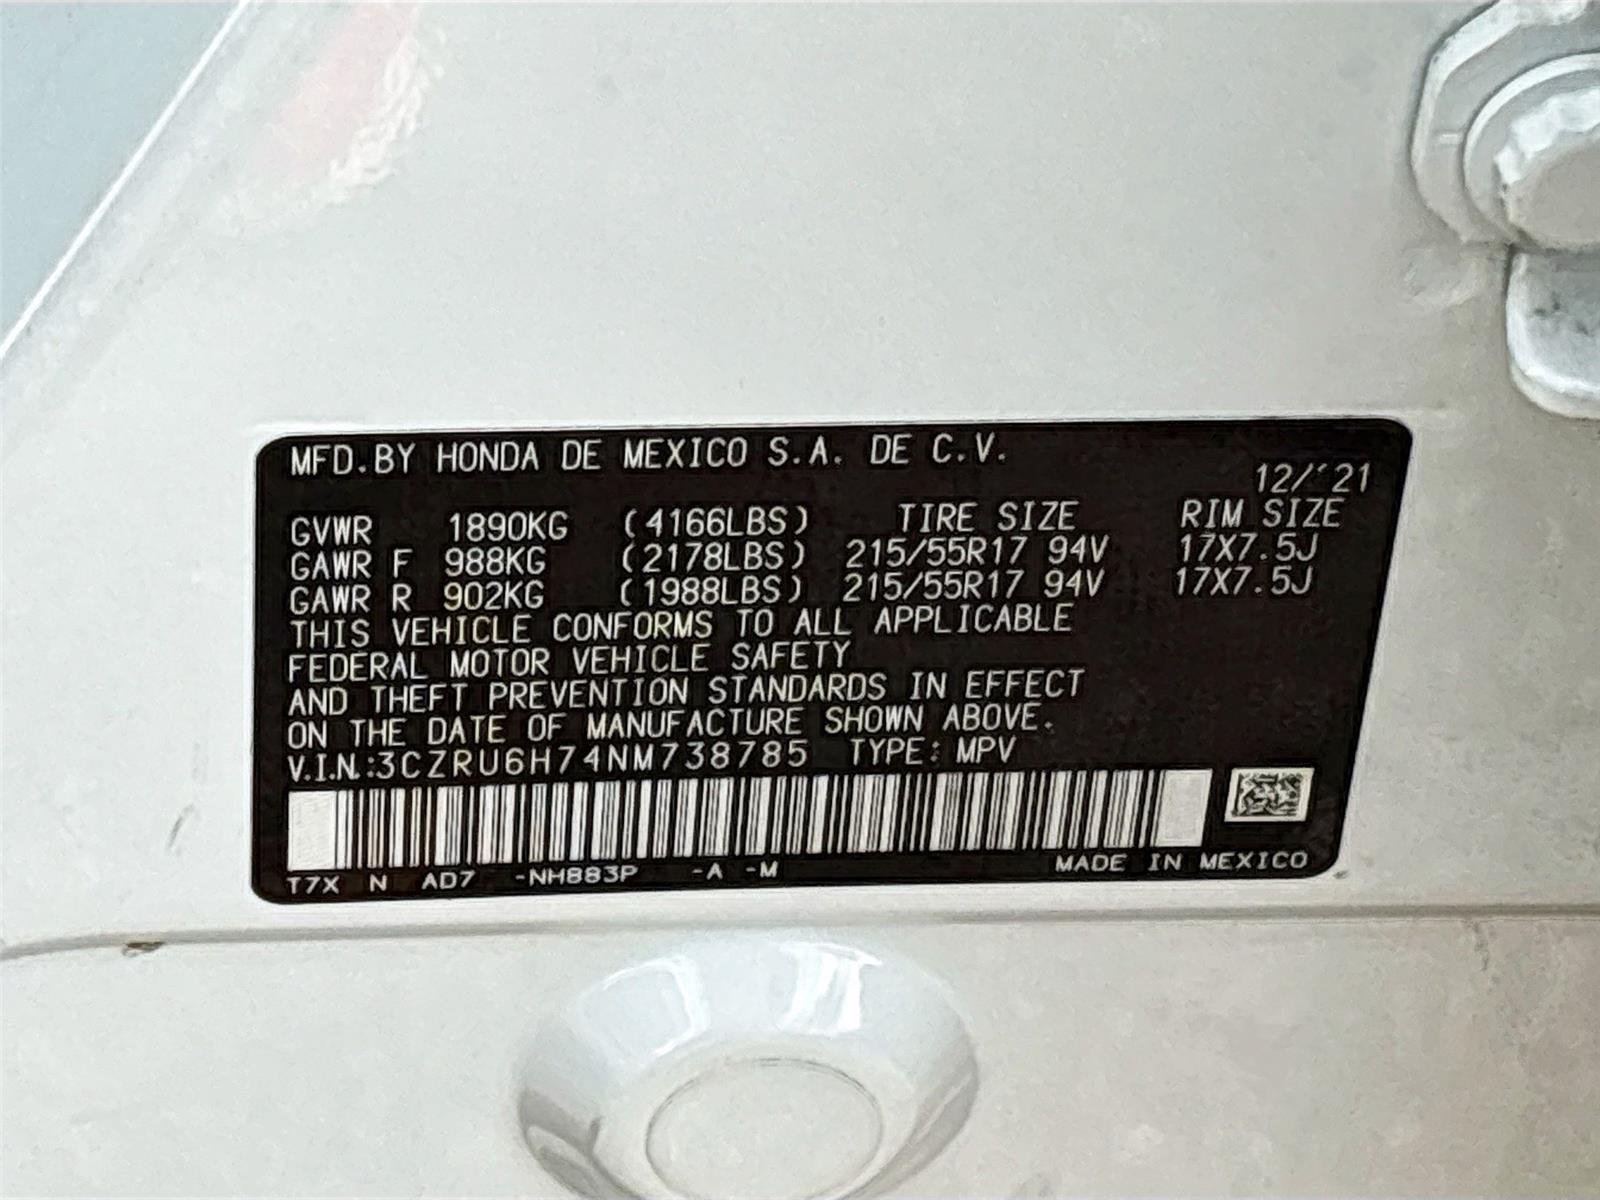 MFD.BY HONDA DE MEXICO S.A. DE C.V.
12/'21
GVWR 1890KG (4166LBS) TIRE SIZE RIM SIZE
GAWR F 988KG (2178LBS) 215/55R17 94V 17X7.5J
GAWR R 902KG (1988LBS) 215/55R17 94V 17X7.5J
THIS VEHICLE CONFORMS TO ALL APPLICABLE
FEDERAL MOTOR VEHICLE SAFETY
AND THEFT PREVENTION STANDARDS IN EFFECT
ON THE DATE OF MANUFACTURE SHOWN ABOVE.
V.I.N.:3CZRU6H74NM738785 TYPE: MPV
T7X N AD7 -NH883P -A -M MADE IN MEXICO